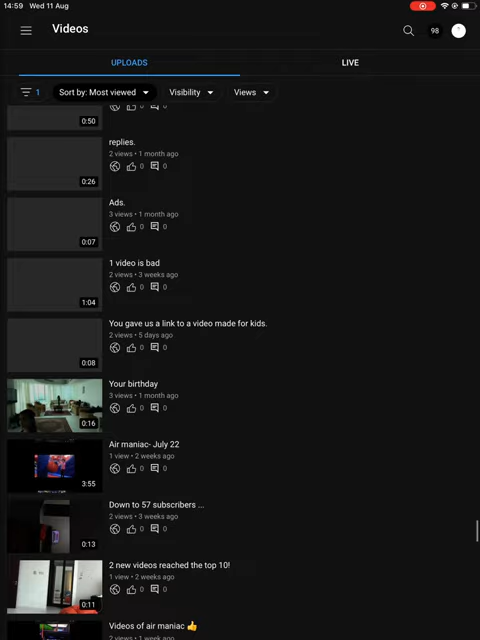 14:59 Wed 11 Aug
Videos
98
UPLOADS LIVE
1 Sort by: Most viewed Visibility Views
0 0
0:50
replies.
2 views • 1 month ago
0 0
0:26
Ads.
3 views • 1 month ago
0 0
0:07
1 video is bad
2 views • 3 weeks ago
0 0
1:04
You gave us a link to a video made for kids.
2 views • 5 days ago
0 0
0:08
Your birthday
3 views • 1 month ago
0 0
0:16
Air maniac- July 22
1 view • 2 weeks ago
0 0
3:55
Down to 57 subscribers ...
2 views • 3 weeks ago
0 0
0:13
2 new videos reached the top 10!
1 view • 2 weeks ago
0 0
0:11
Videos of air maniac 👍
2 views • 1 week ago